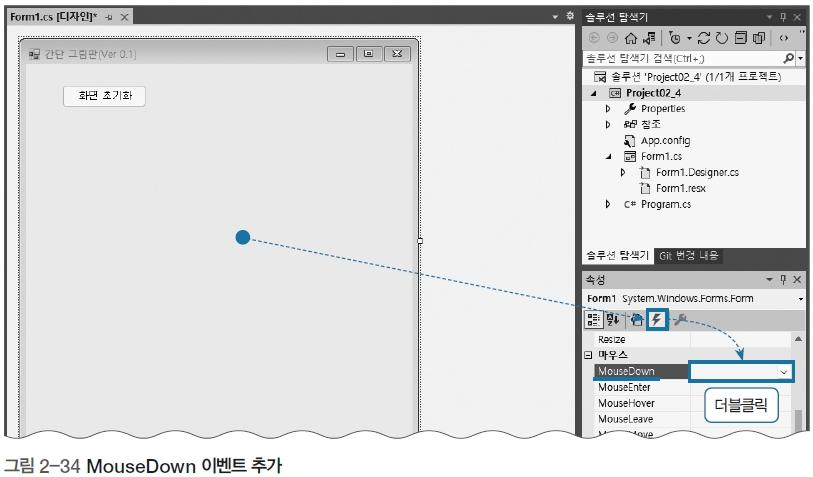 Form1.cs [디자인]*
간단 그림판(Ver 0.1)
화면 초기화
솔루션 탐색기
솔루션 탐색기 검색(Ctrl+;)
솔루션 'Project02_4' (1/1개 프로젝트)
Project02_4
Properties
참조
App.config
Form1.cs
Form1.Designer.cs
Form1.resx
C# Program.cs
솔루션 탐색기 Git 변경 내용
속성
Form1 System.Windows.Forms.Form
Resize
마우스
MouseDown
MouseEnter
MouseHover
MouseLeave
더블클릭
그림 2-34 MouseDown 이벤트 추가